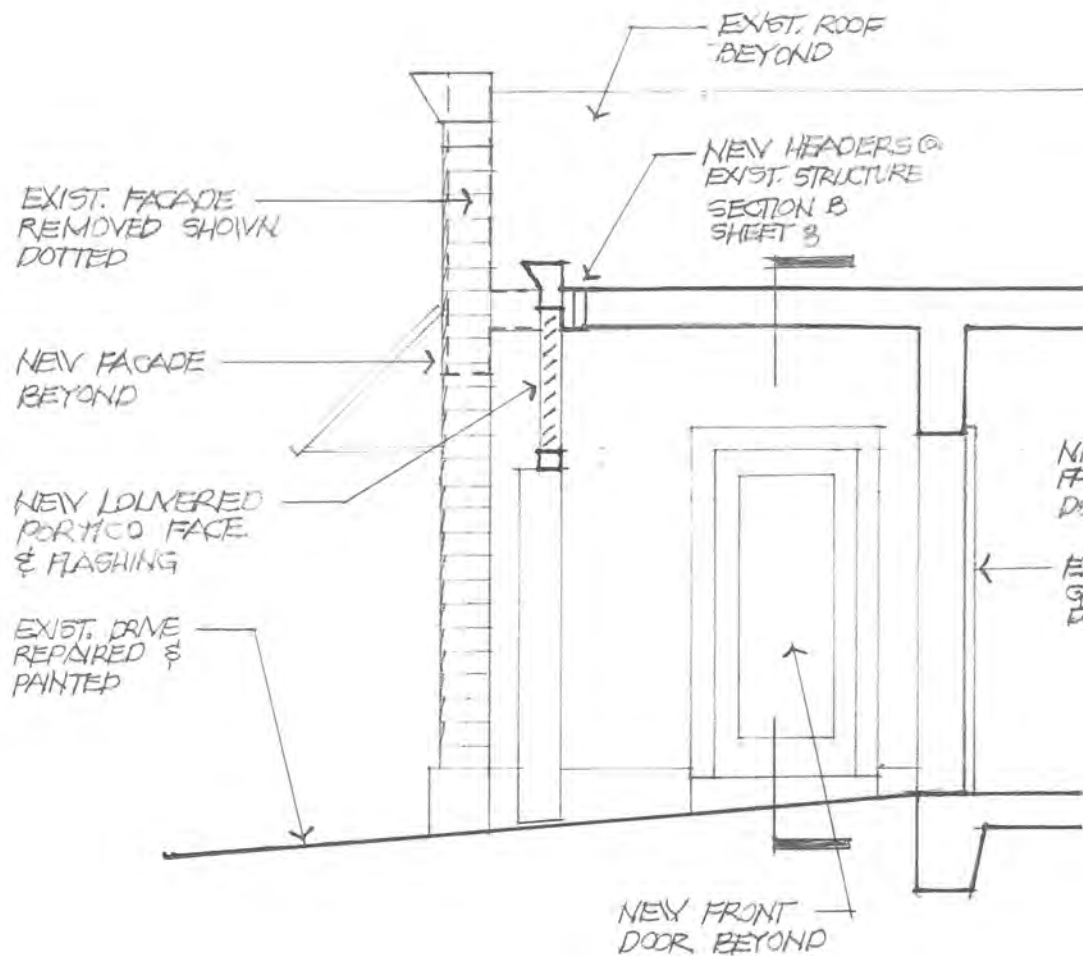 EXIST. ROOF
BEYOND
NEW HEADERS @
EXIST. STRUCTURE
SECTION B
SHEET 3
EXIST. FACADE
REMOVED SHOWN
DOTTED
NEW FACADE
BEYOND
NEW LOUVERED
PORTICO FACE
& FLASHING
EXIST. DRIVE
REPAIRED &
PAINTED
NEW FRONT
DOOR BEYOND